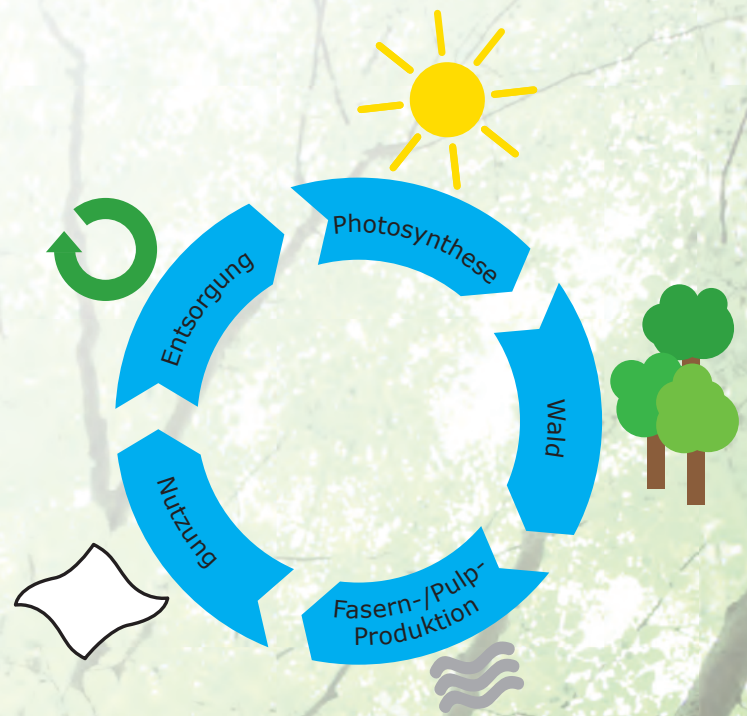 Photosynthese
Wald
Fasern-/Pulp-
Produktion
Nutzung
Entsorgung